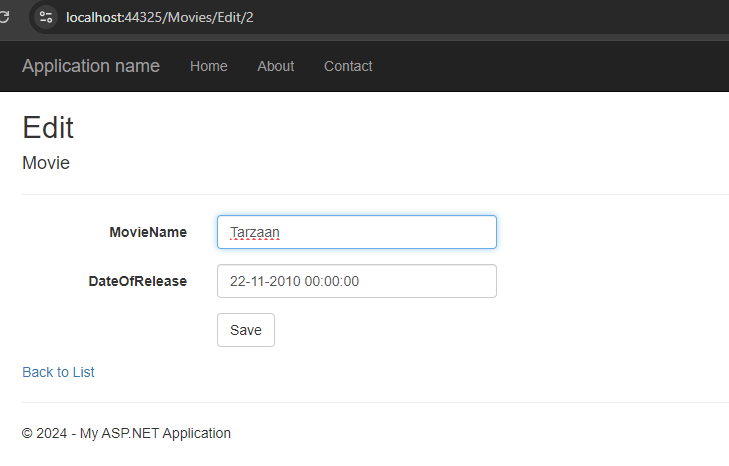 localhost:44325/Movies/Edit/2
Application name Home About Contact
Edit
Movie
MovieName Tarzaan
DateOfRelease 22-11-2010 00:00:00
Save
Back to List
© 2024 - My ASP.NET Application